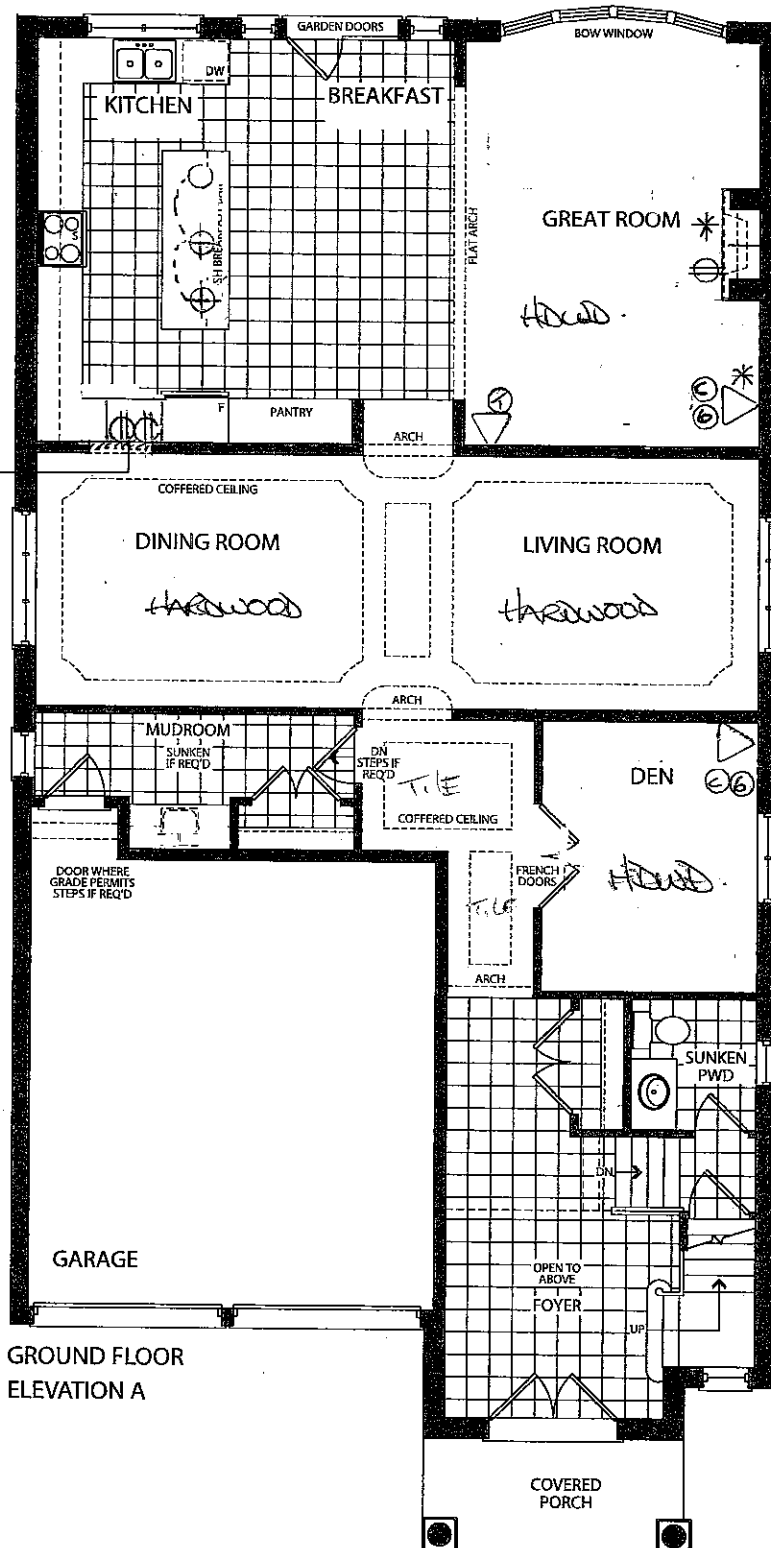 GARDEN DOORS
BOW WINDOW
DW
KITCHEN
BREAKFAST
GREAT ROOM
FLAT ARCH
S
HDWD.
T
C
6
F
PANTRY
ARCH
COFFERED CEILING
DINING ROOM
LIVING ROOM
HARDWOOD
HARDWOOD
ARCH
MUDROOM
SUNKEN
IF REQ'D
DN
STEPS IF
REQ'D
TILE
COFFERED CEILING
DEN
C 6
DOOR WHERE
GRADE PERMITS
STEPS IF REQ'D
FRENCH
DOORS
HDWD.
TILE
ARCH
SUNKEN
PWD
DN
GARAGE
OPEN TO
ABOVE
FOYER
UP
GROUND FLOOR
ELEVATION A
COVERED
PORCH